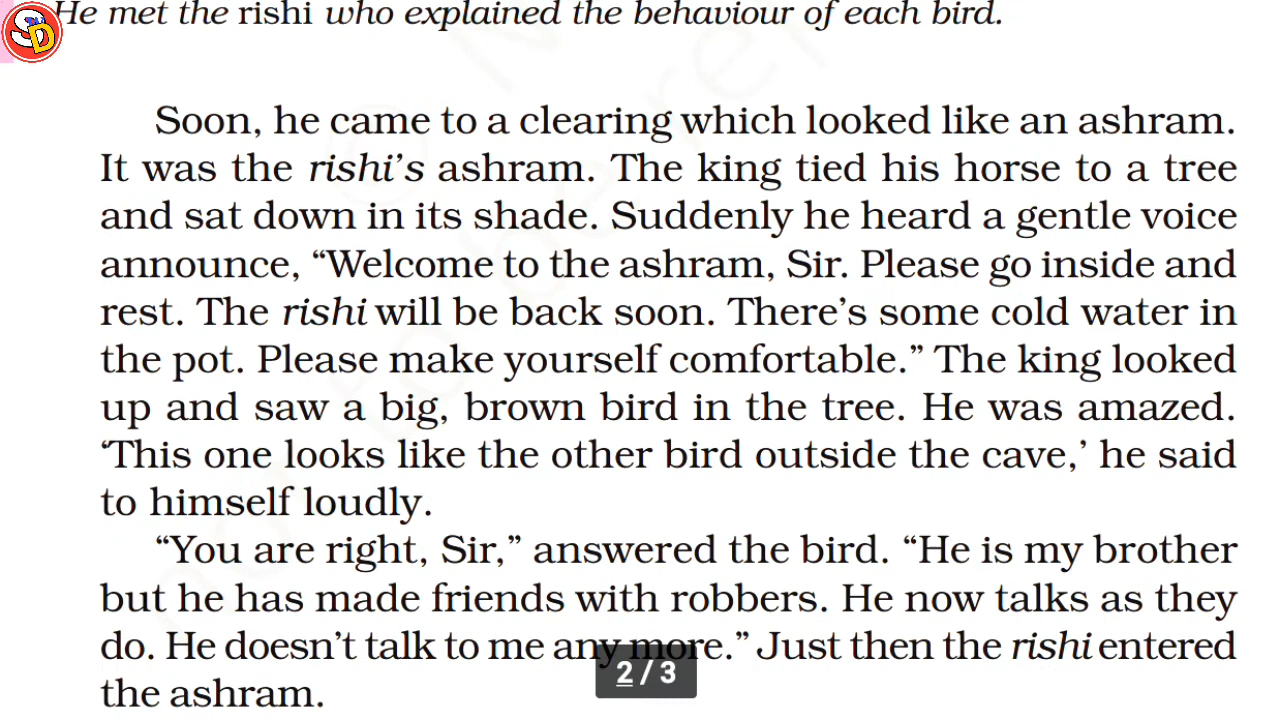 He met the rishi who explained the behaviour of each bird.
Soon, he came to a clearing which looked like an ashram.
It was the rishi's ashram. The king tied his horse to a tree
and sat down in its shade. Suddenly he heard a gentle voice
announce, “Welcome to the ashram, Sir. Please go inside and
rest. The rishi will be back soon. There's some cold water in
the pot. Please make yourself comfortable.” The king looked
up and saw a big, brown bird in the tree. He was amazed.
‘This one looks like the other bird outside the cave,’ he said
to himself loudly.
“You are right, Sir,” answered the bird. “He is my brother
but he has made friends with robbers. He now talks as they
do. He doesn't talk to me any more.” Just then the rishi entered
the ashram.
2 / 3